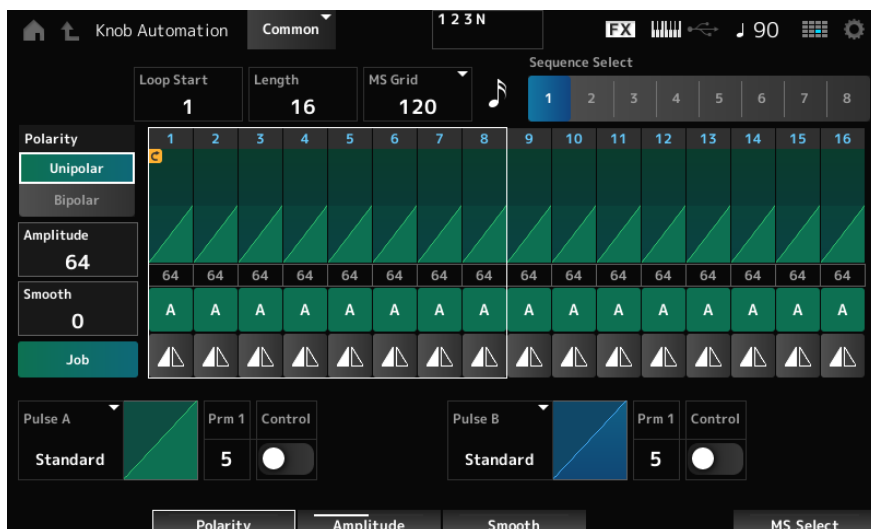 Knob Automation Common 1 2 3 N FX 90
Sequence Select
Loop Start Length MS Grid
1 16 120 1 2 3 4 5 6 7 8
Polarity 1 2 3 4 5 6 7 8 9 10 11 12 13 14 15 16
Unipolar
Bipolar
Amplitude
64
64 64 64 64 64 64 64 64 64 64 64 64 64 64 64 64
Smooth
0
A A A A A A A A A A A A A A A A
Job
Pulse A Prm 1 Control Pulse B Prm 1 Control
Standard 5 Standard 5
Polarity Amplitude Smooth MS Select